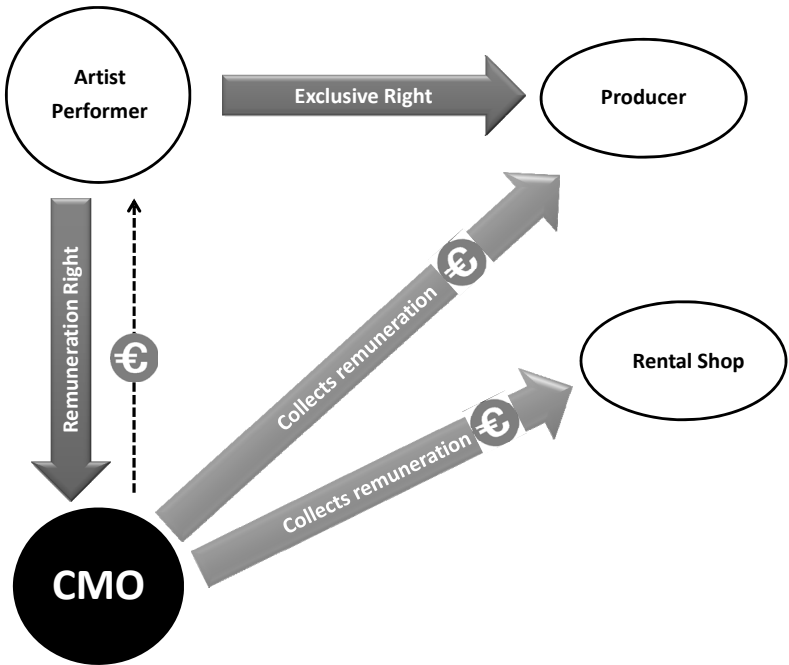 Artist
Performer
Exclusive Right
Producer
Remuneration Right
€
Collects remuneration
€
Rental Shop
Collects remuneration
€
CMO